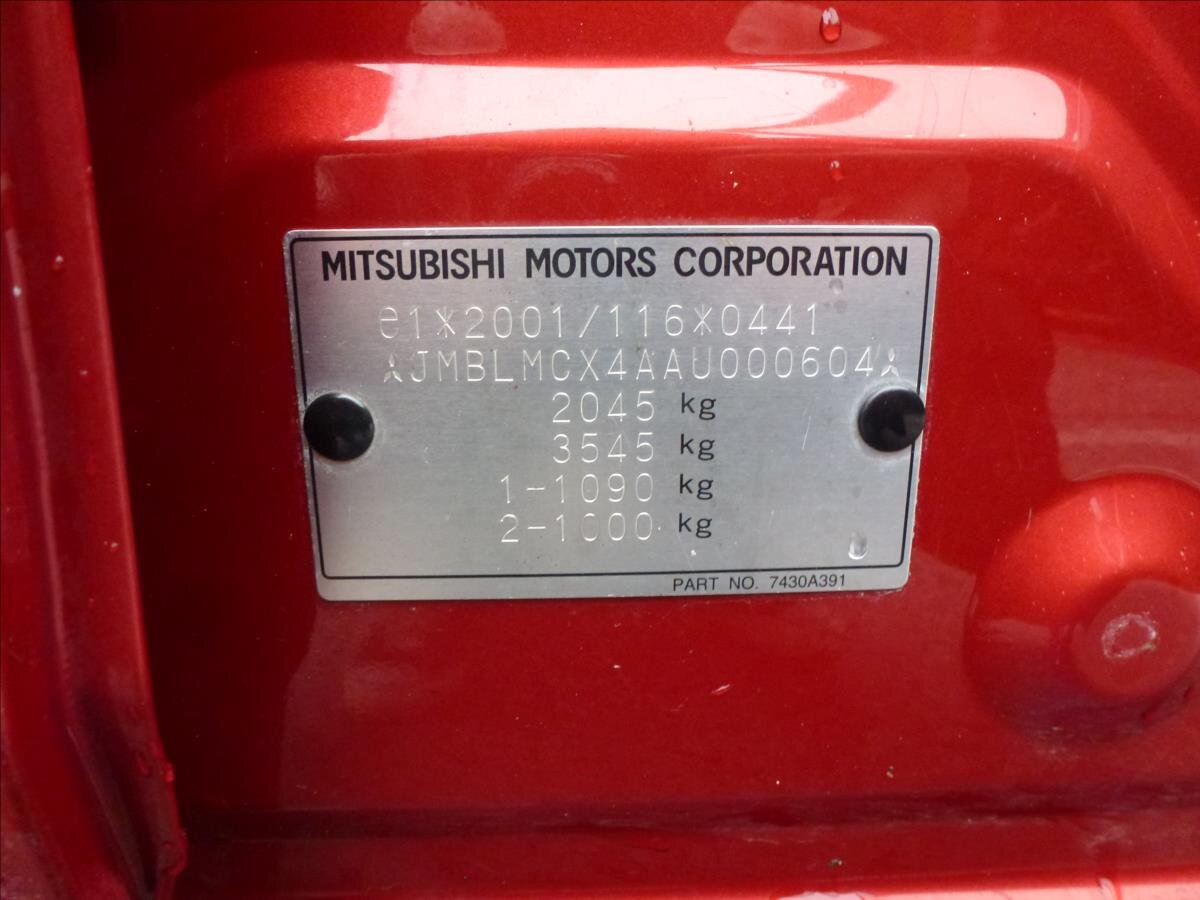 MITSUBISHI MOTORS CORPORATION
e1*2001/116*0441
JMBLMCX4AAU000604
2045 kg
3545 kg
1-1090 kg
2-1000 kg
U
PART NO. 7430A391